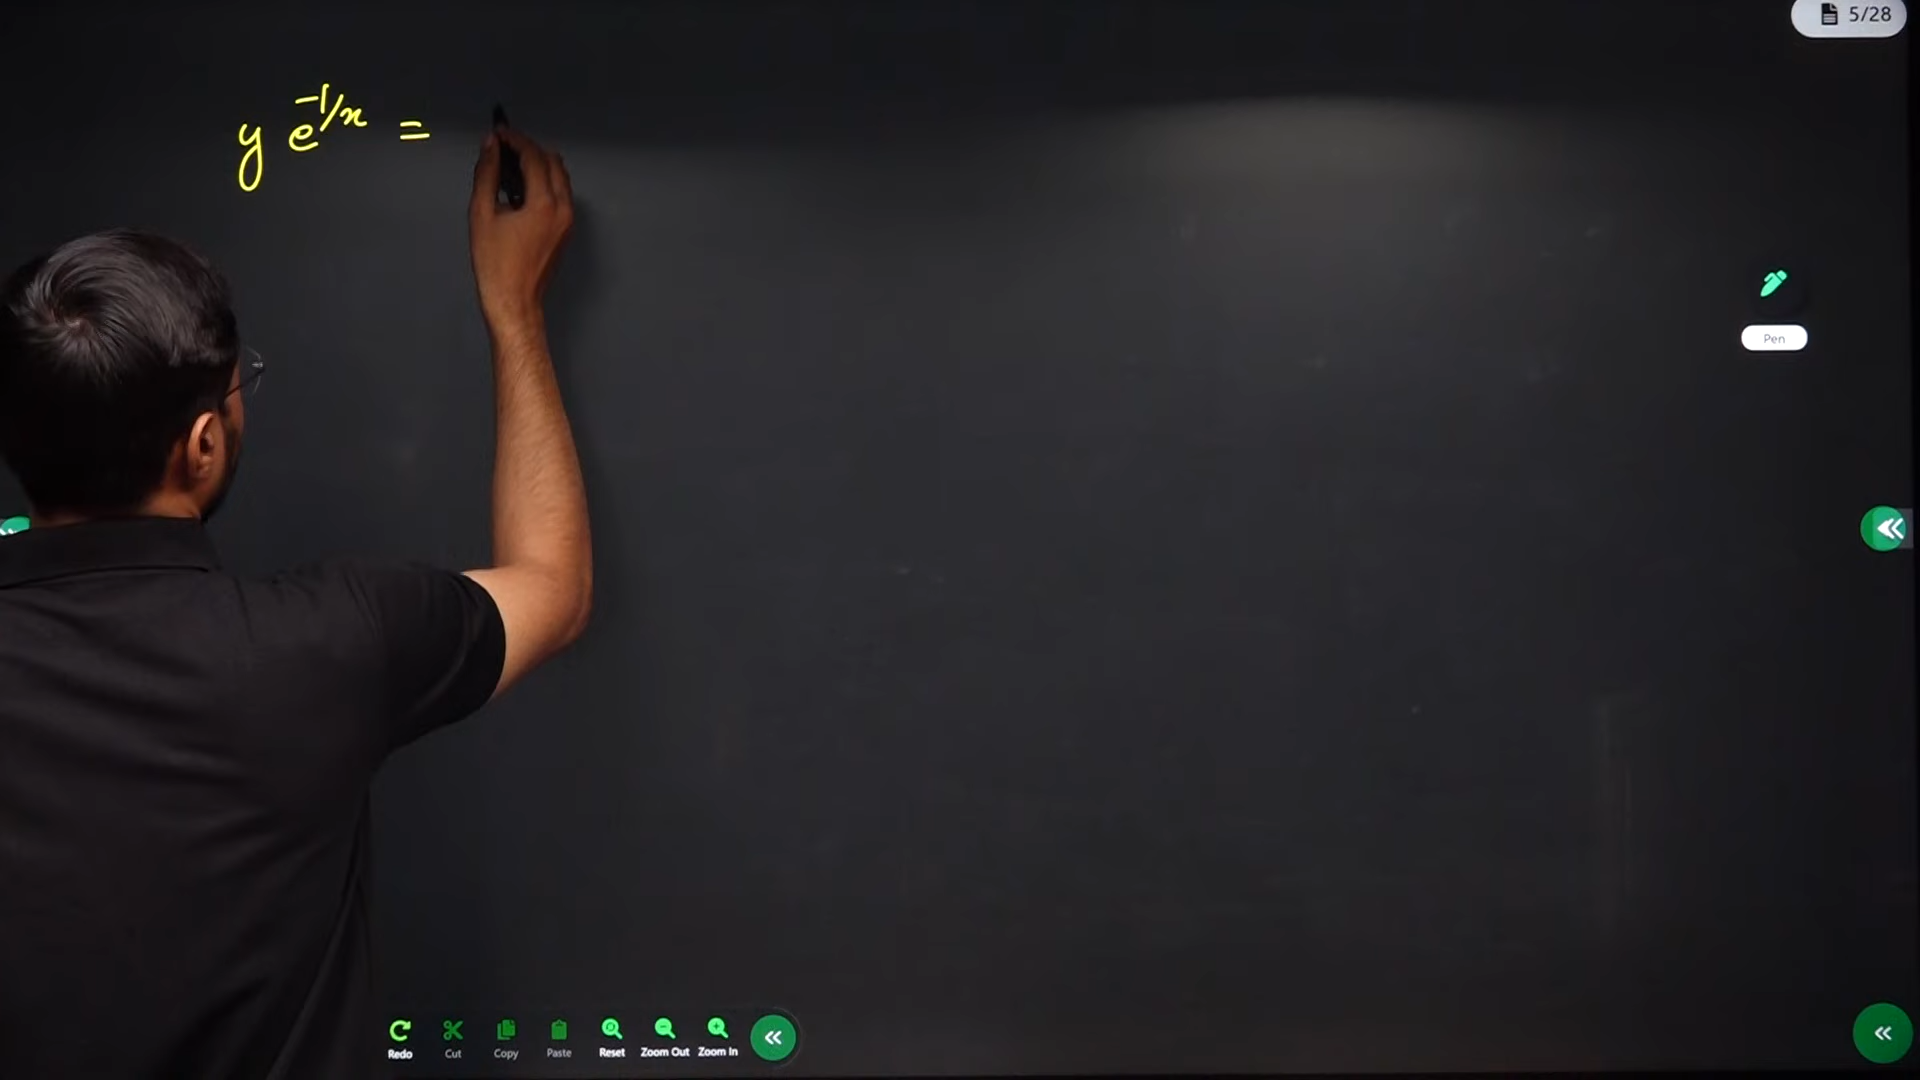 5/28
y e^{-1/x} =
Pen
Redo Cut Copy Paste Reset Zoom Out Zoom In